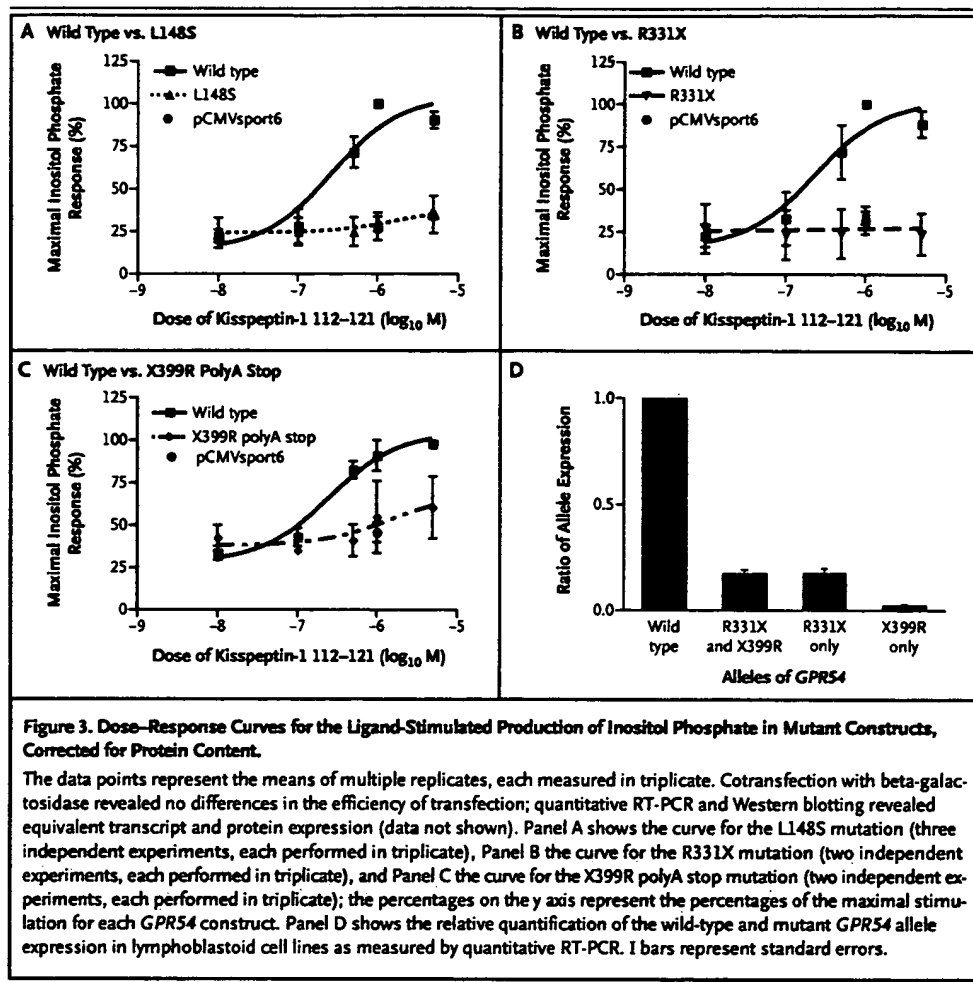 A Wild Type vs. L148S
Maximal Inositol Phosphate
Response (%)
125
100
75
50
25
0
Wild type
L148S
pCMVsport6
−9
−8
−7
−6
−5
Dose of Kisspeptin-1 112–121 (log10 M)
B Wild Type vs. R331X
Maximal Inositol Phosphate
Response (%)
125
100
75
50
25
0
Wild type
R331X
pCMVsport6
−9
−8
−7
−6
−5
Dose of Kisspeptin-1 112–121 (log10 M)
C Wild Type vs. X399R PolyA Stop
Maximal Inositol Phosphate
Response (%)
125
100
75
50
25
0
Wild type
X399R polyA stop
pCMVsport6
−9
−8
−7
−6
−5
Dose of Kisspeptin-1 112–121 (log10 M)
D
Ratio of Allele Expression
1.0
0.5
0.0
Wild
type
R331X
and X399R
R331X
only
X399R
only
Alleles of GPR54
Figure 3. Dose–Response Curves for the Ligand-Stimulated Production of Inositol Phosphate in Mutant Constructs,
Corrected for Protein Content.
The data points represent the means of multiple replicates, each measured in triplicate. Cotransfection with beta-galac-
tosidase revealed no differences in the efficiency of transfection; quantitative RT-PCR and Western blotting revealed
equivalent transcript and protein expression (data not shown). Panel A shows the curve for the L148S mutation (three
independent experiments, each performed in triplicate), Panel B the curve for the R331X mutation (two independent
experiments, each performed in triplicate), and Panel C the curve for the X399R polyA stop mutation (two independent ex-
periments, each performed in triplicate); the percentages on the y axis represent the percentages of the maximal stimu-
lation for each GPR54 construct. Panel D shows the relative quantification of the wild-type and mutant GPR54 allele
expression in lymphoblastoid cell lines as measured by quantitative RT-PCR. I bars represent standard errors.